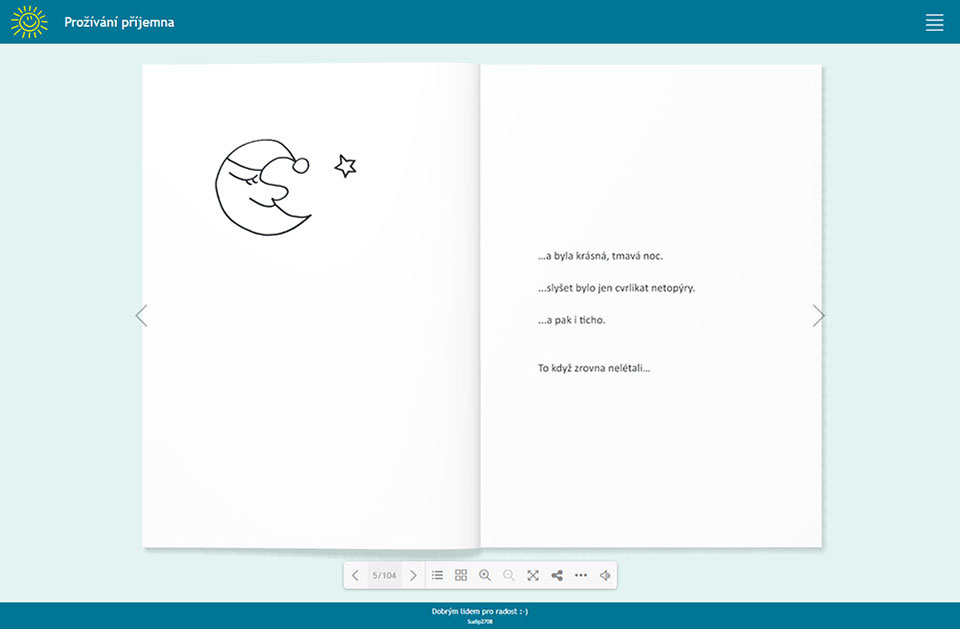 Prožívání příjemna
...a byla krásná, tmavá noc.
...slyšet bylo jen cvrlikat netopýry.
...a pak i ticho.
To když zrovna nelétali...
5/104
Dobrým lidem pro radost :-)
Sudip2708